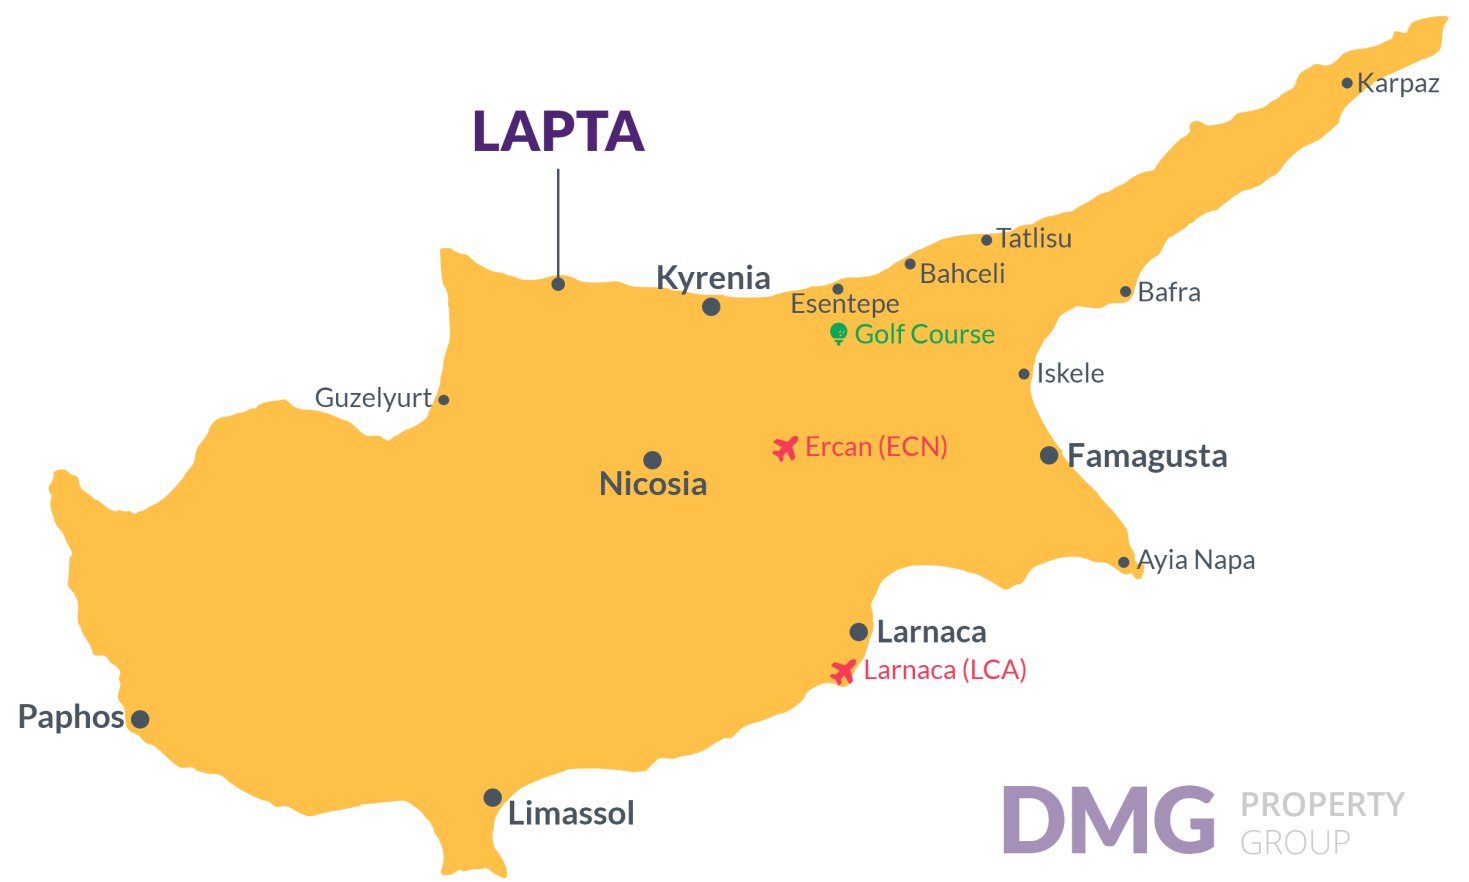 Karpaz
LAPTA
Tatlisu
Kyrenia
Bahceli
Bafra
Esentepe
Golf Course
Iskele
Guzelyurt
Ercan (ECN)
Famagusta
Nicosia
Ayia Napa
Larnaca
Larnaca (LCA)
Paphos
Limassol
DMG PROPERTY
GROUP